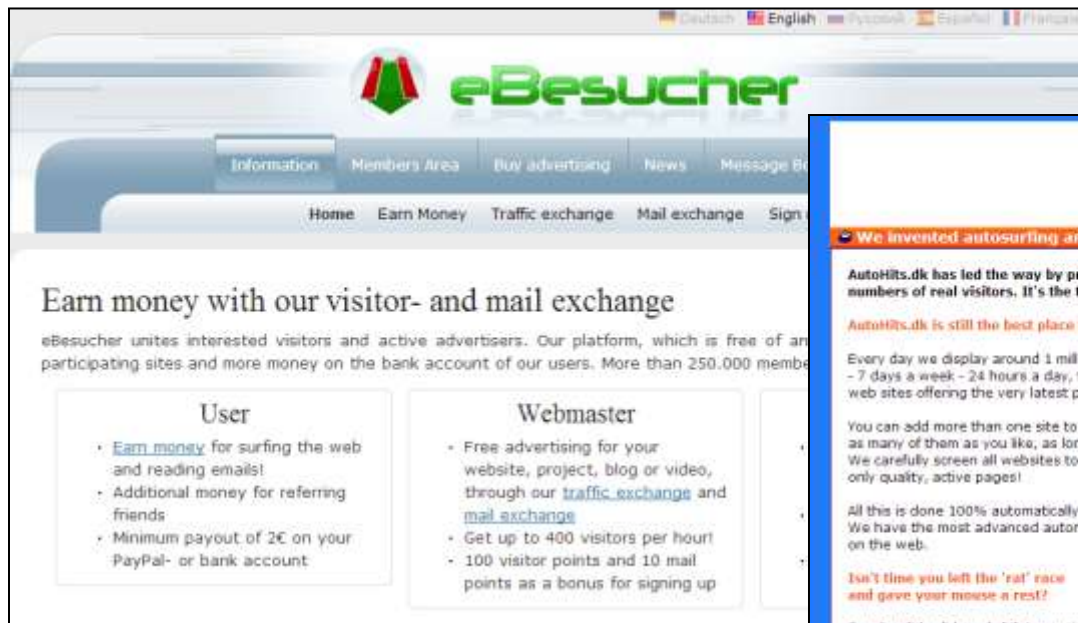 Deutsch English Русский Español Français
eBesucher
Information Members Area Buy advertising News Message
Home Earn Money Traffic exchange Mail exchange Sign
Earn money with our visitor- and mail exchange
eBesucher unites interested visitors and active advertisers. Our platform, which is free of
participating sites and more money on the bank account of our users. More than 250.000
User
• Earn money for surfing the web
and reading emails!
• Additional money for referring
friends
• Minimum payout of 2€ on your
PayPal- or bank account
Webmaster
• Free advertising for your
website, project, blog or video,
through our traffic exchange and
mail exchange
• Get up to 400 visitors per hour!
• 100 visitor points and 10 mail
points as a bonus for signing up
We invented autosurfing
AutoHits.dk has led the way by
numbers of real visitors. It's the
AutoHits.dk is still the best place
Every day we display around 1
- 7 days a week - 24 hours a day,
web sites offering the very latest
You can add more than one site to
as many of them as you like, as
We carefully screen all websites to
only quality, active pages!
All this is done 100% automatically
We have the most advanced
on the web.
Isn't time you left the 'rat' race
and gave your mouse a rest?